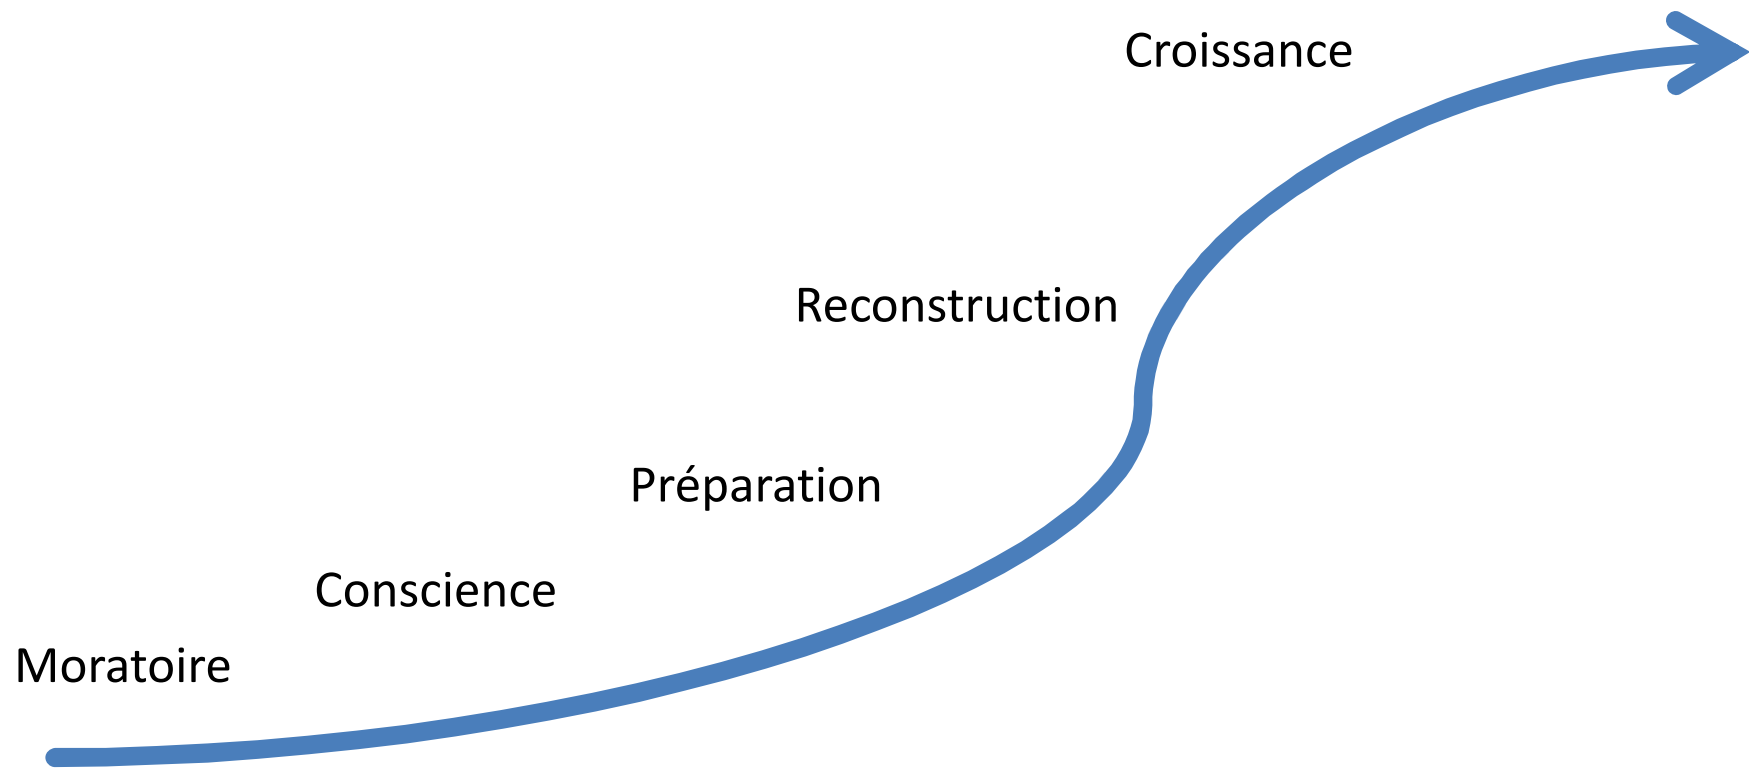 Croissance
Reconstruction
Préparation
Conscience
Moratoire